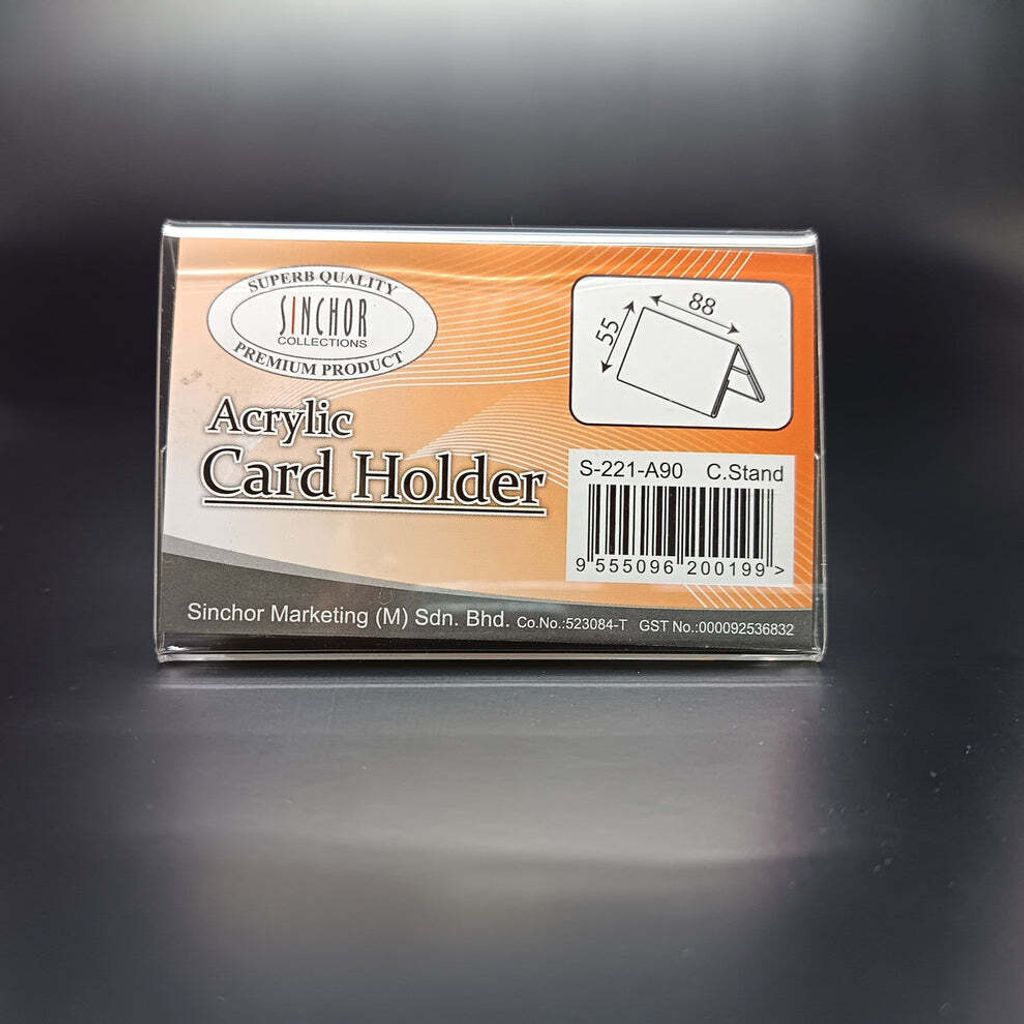 SUPERB QUALITY
SINCHOR
COLLECTIONS
PREMIUM PRODUCT
Acrylic
Card Holder
88
55
S-221-A90 C.Stand
9 555096 200199 >
Sinchor Marketing (M) Sdn. Bhd. Co.No.:523084-T GST No.:000092536832